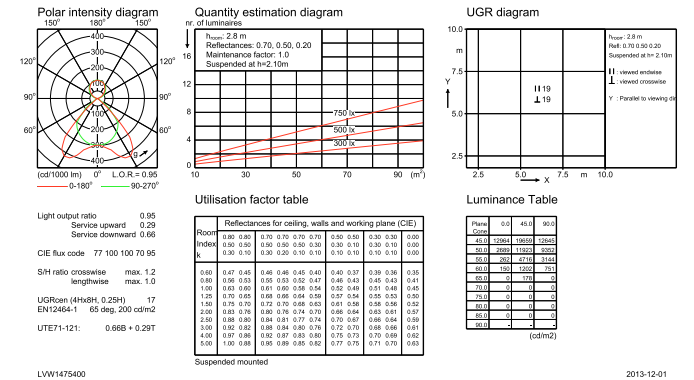 Polar intensity diagram
180°
150° 150°
400
300
200
100
0
100
200
300
400
120° 120°
90° 90°
60° 60°
0°
g
(cd/1000 lm) L.O.R.= 0.95
0-180° 90-270°
Quantity estimation diagram
nr. of luminaires
hroom: 2.8 m
Reflectances: 0.70, 0.50, 0.20
Maintenance factor: 1.0
Suspended at h=2.10m
16
12
8
4
0
750 lx
500 lx
300 lx
10 30 50 70 90 (m²)
UGR diagram
10.0
m
7.5
Y
5.0
2.5
19
19
2.5 5.0 7.5 m 10.0
X
hroom: 2.8 m
Refl: 0.70 0.50 0.20
Suspended at h= 2.10m
: viewed endwise
: viewed crosswise
Y : Parallel to viewing dir
Light output ratio 0.95
Service upward 0.29
Service downward 0.66
CIE flux code 77 100 100 70 95
S/H ratio crosswise max. 1.2
lengthwise max. 1.0
UGRcen (4Hx8H, 0.25H) 17
EN12464-1 65 deg, 200 cd/m2
UTE71-121: 0.66B + 0.29T
Utilisation factor table
Room Index k
Reflectances for ceiling, walls and working plane (CIE)
0.80 0.80 0.70 0.70 0.70 0.70 0.50 0.50 0.30 0.30 0.00
0.50 0.50 0.50 0.50 0.50 0.30 0.30 0.10 0.30 0.10 0.00
0.30 0.10 0.30 0.20 0.10 0.10 0.10 0.10 0.10 0.10 0.00
0.60 0.47 0.45 0.46 0.46 0.45 0.40 0.40 0.37 0.39 0.36 0.35
0.80 0.56 0.53 0.55 0.53 0.52 0.47 0.46 0.43 0.45 0.43 0.41
1.00 0.63 0.60 0.61 0.60 0.58 0.54 0.52 0.49 0.51 0.48 0.45
1.25 0.70 0.65 0.68 0.66 0.64 0.59 0.57 0.54 0.54 0.53 0.50
1.50 0.75 0.70 0.72 0.70 0.68 0.63 0.61 0.58 0.58 0.56 0.52
2.00 0.83 0.76 0.80 0.76 0.74 0.70 0.66 0.64 0.63 0.61 0.57
2.50 0.88 0.80 0.84 0.81 0.77 0.74 0.70 0.67 0.66 0.64 0.59
3.00 0.92 0.82 0.88 0.84 0.80 0.76 0.72 0.70 0.68 0.66 0.61
4.00 0.97 0.86 0.92 0.87 0.83 0.80 0.75 0.73 0.70 0.68 0.62
5.00 1.00 0.88 0.95 0.89 0.85 0.82 0.77 0.75 0.71 0.70 0.63
Suspended mounted
Luminance Table
Plane Cone 0.0 45.0 90.0
45.0 12964 19659 12645
50.0 2689 11923 9352
55.0 262 4716 3144
60.0 150 1202 751
65.0 0 178 0
70.0 0 0 0
75.0 0 0 0
80.0 0 0 0
85.0 0 0 0
90.0 - - -
(cd/m2)
LVW1475400 2013-12-01